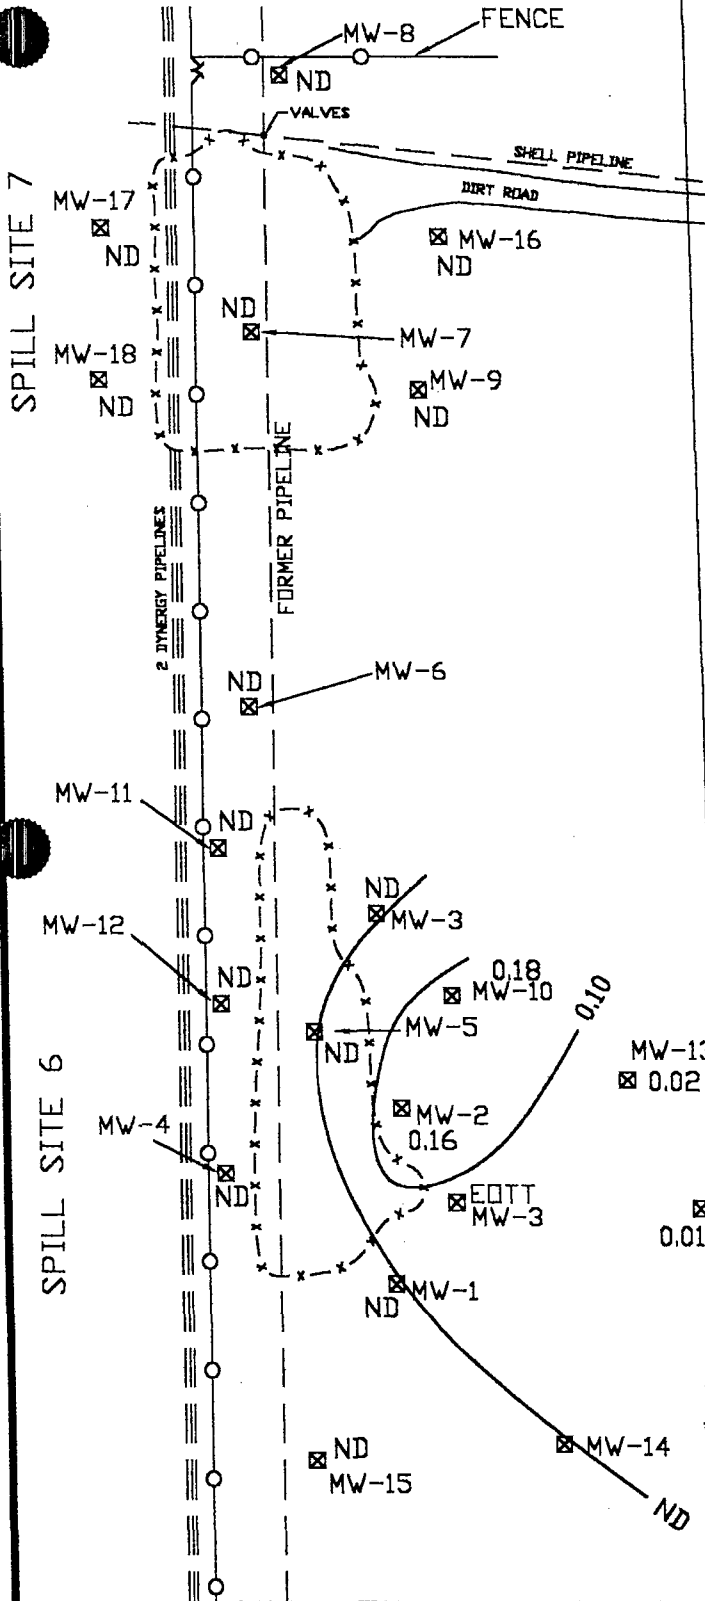 FENCE
MW-8
ND
VALVES
SHELL PIPELINE
DIRT ROAD
SPILL SITE 7
MW-17
ND
MW-16
ND
ND
MW-7
MW-18
ND
MW-9
ND
FORMER PIPELINE
2 DYNERGY PIPELINES
ND
MW-6
MW-11
ND
ND
MW-3
MW-12
ND
0.18
MW-10
0.10
MW-5
ND
MW-13
0.02
SPILL SITE 6
MW-4
ND
MW-2
0.16
EOTT
MW-3
0.01
MW-1
ND
ND
MW-15
MW-14
ND